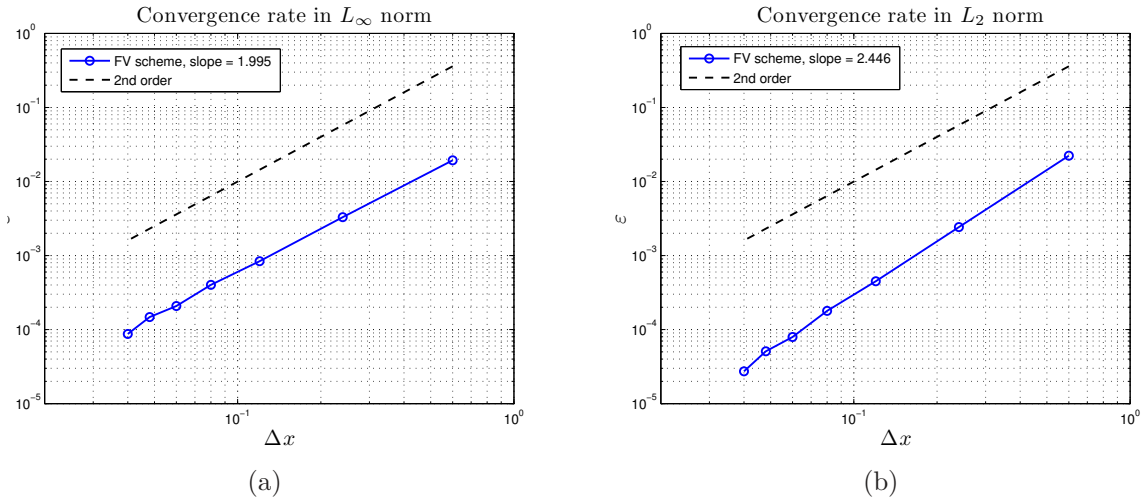 Convergence rate in L∞ norm
10⁰
FV scheme, slope = 1.995
2nd order
10⁻¹
10⁻²
10⁻³
10⁻⁴
10⁻⁵
10⁻¹
10⁰
Δx
(a)
Convergence rate in L₂ norm
10⁰
FV scheme, slope = 2.446
2nd order
10⁻¹
10⁻²
ε
10⁻³
10⁻⁴
10⁻⁵
10⁻¹
10⁰
Δx
(b)